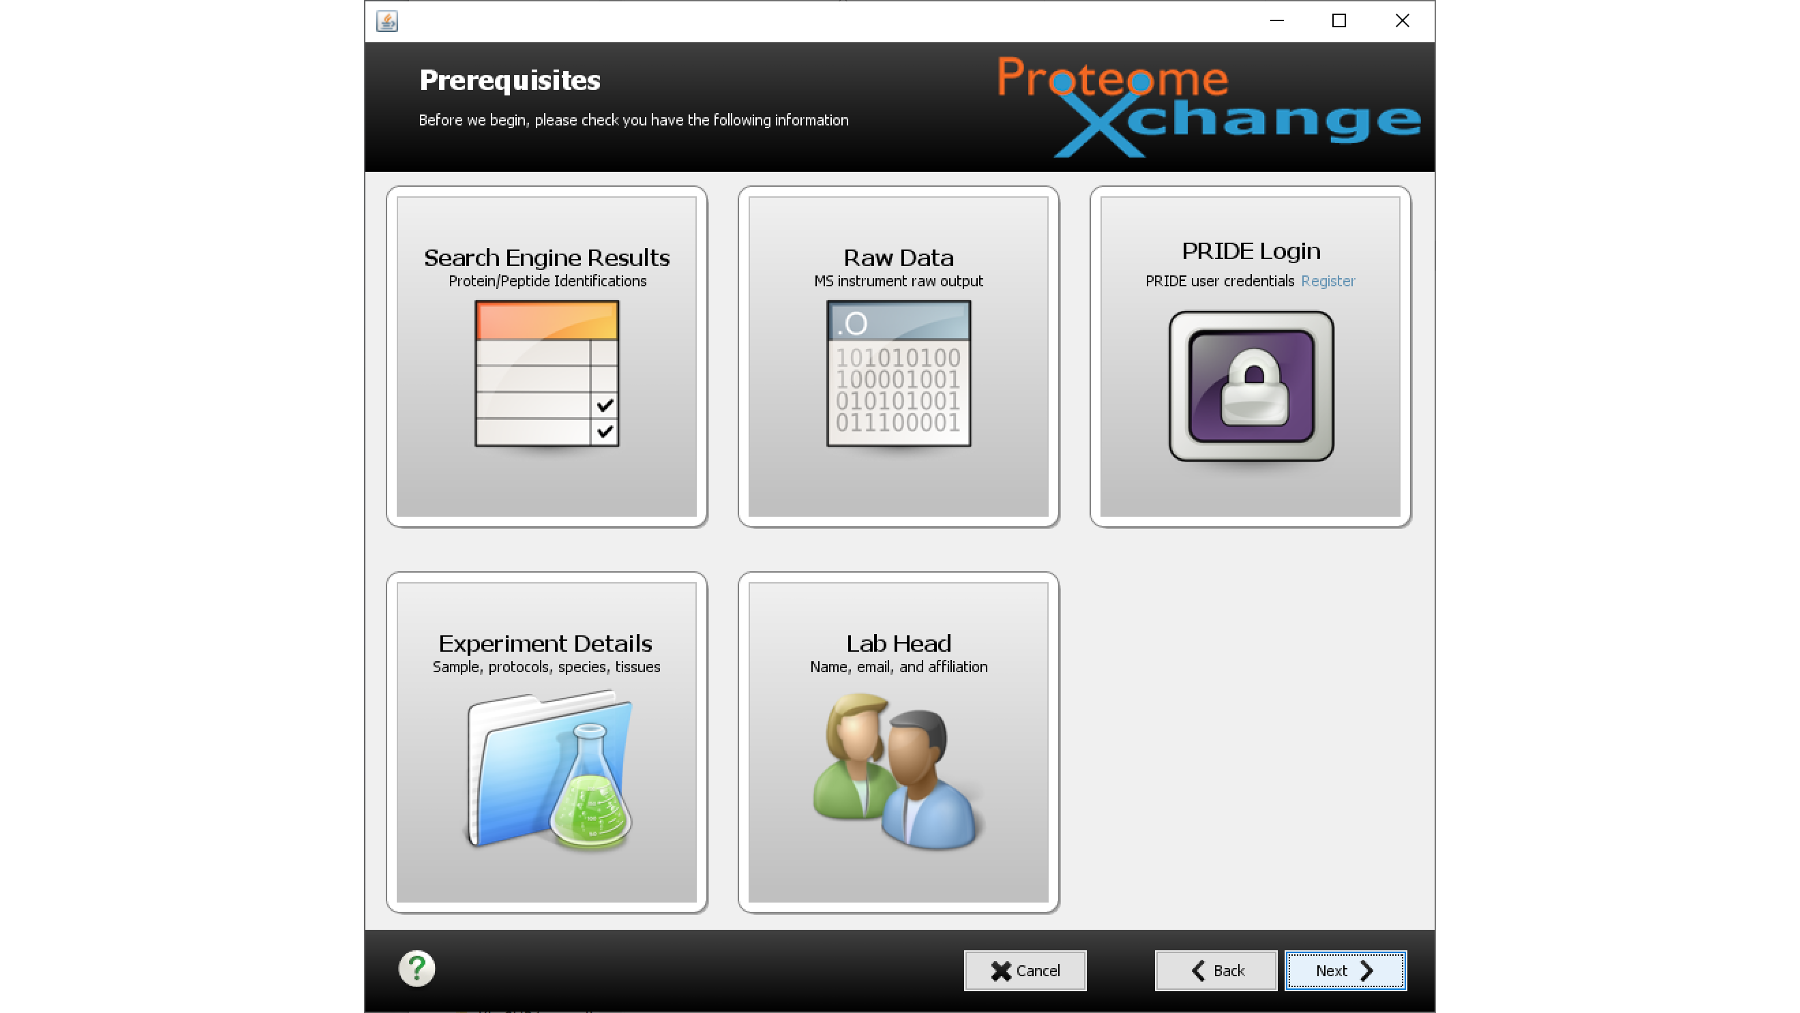 Prerequisites
Before we begin, please check you have the following information
Proteome
Xchange
Search Engine Results
Protein/Peptide Identifications
Raw Data
MS instrument raw output
.O
101010100
100001001
010101001
011100001
PRIDE Login
PRIDE user credentials Register
Experiment Details
Sample, protocols, species, tissues
Lab Head
Name, email, and affiliation
?
Cancel
Back
Next